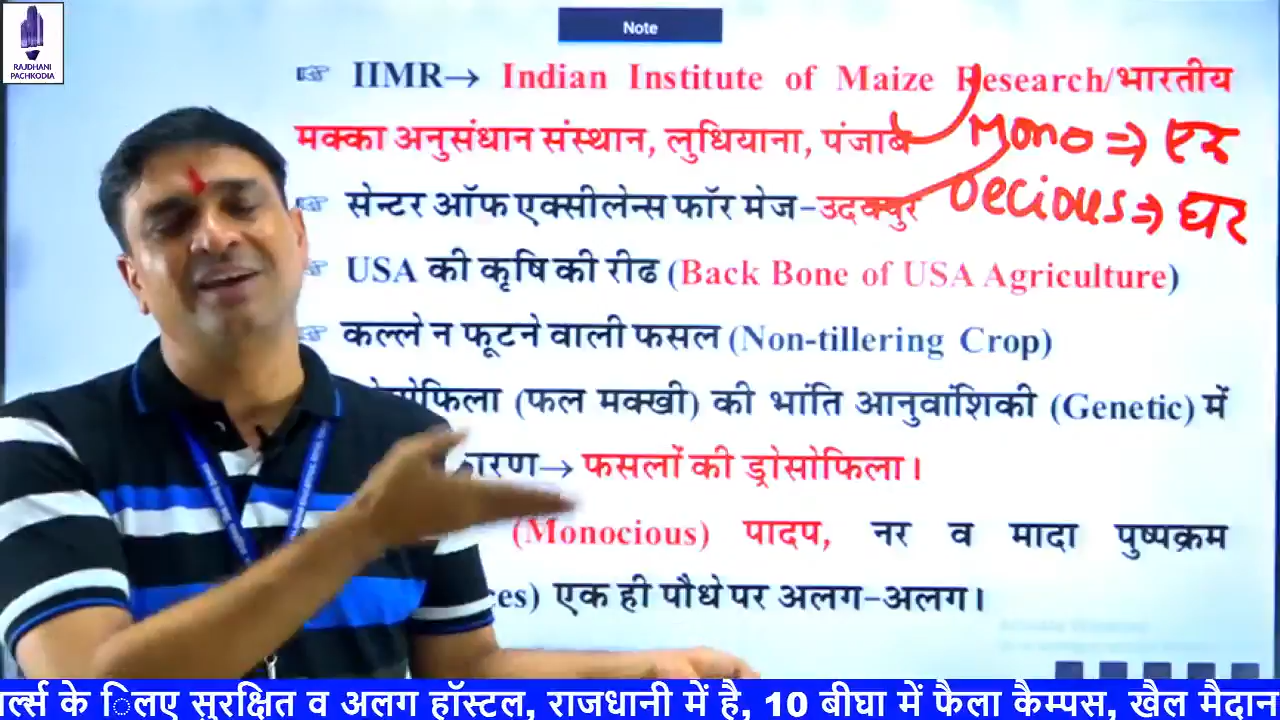 RAJDHANI
PACHKODIA
Note
☞ IIMR→ Indian Institute of Maize Research/भारतीय
मक्का अनुसंधान संस्थान, लुधियाना, पंजाब
Mono ⇒ एक
Oecious ⇒ घर
☞ सेन्टर ऑफ एक्सीलेन्स फॉर मेज-उदयपुर
☞ USA की कृषि की रीढ (Back Bone of USA Agriculture)
☞ कल्ले न फूटने वाली फसल (Non-tillering Crop)
(फल मक्खी) की भांति आनुवांशिकी (Genetic) में
कारण→ फसलों की ड्रोसोफिला।
(Monocious) पादप, नर व मादा पुष्पक्रम
एक ही पौधे पर अलग-अलग।
के िलए सुरक्षित व अलग हॉस्टल, राजधानी में है, 10 बीघा में फैला कैम्पस, खैल मैदान